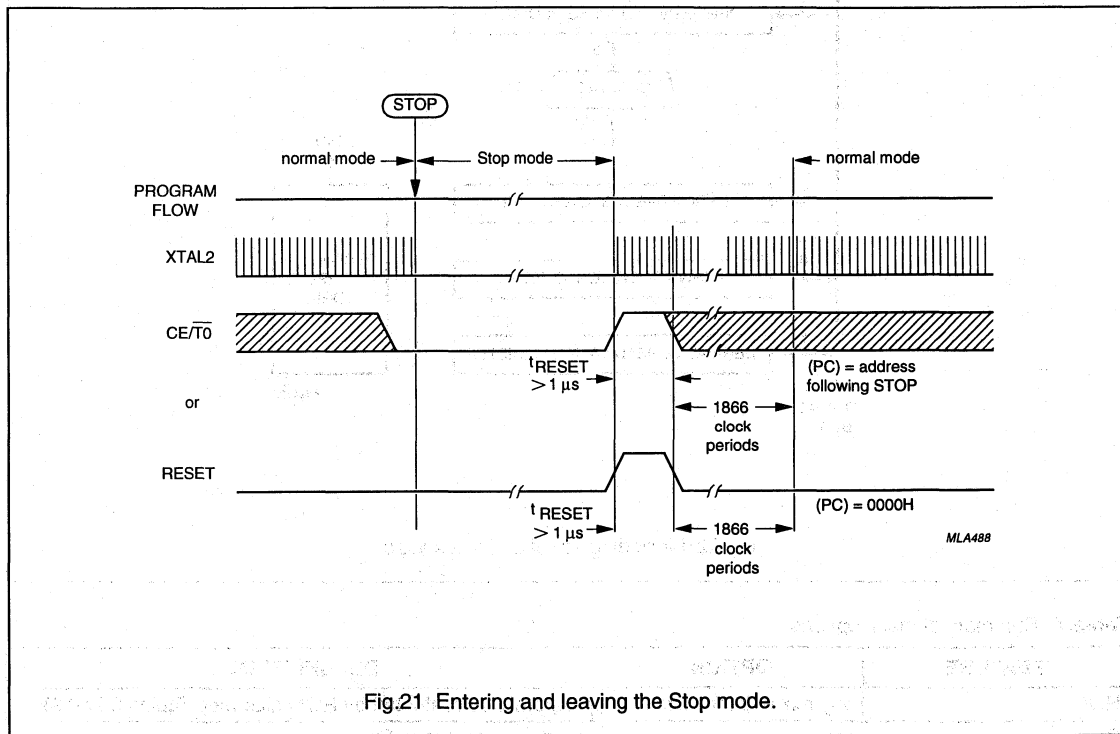 STOP
normal mode
Stop mode
normal mode
PROGRAM
FLOW
XTAL2
CE/T̅0̅
tRESET
> 1 µs
(PC) = address
following STOP
or
1866
clock
periods
RESET
tRESET
> 1 µs
(PC) = 0000H
1866
clock
periods
MLA488
Fig.21 Entering and leaving the Stop mode.